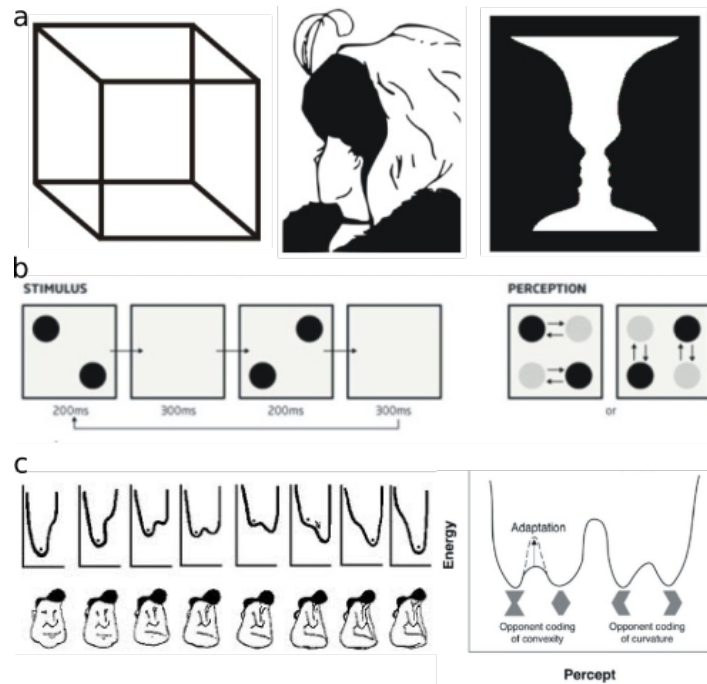 a
b
STIMULUS
PERCEPTION
200ms
300ms
200ms
300ms
or
c
Energy
Adaptation
Opponent coding
of convexity
Opponent coding
of curvature
Percept